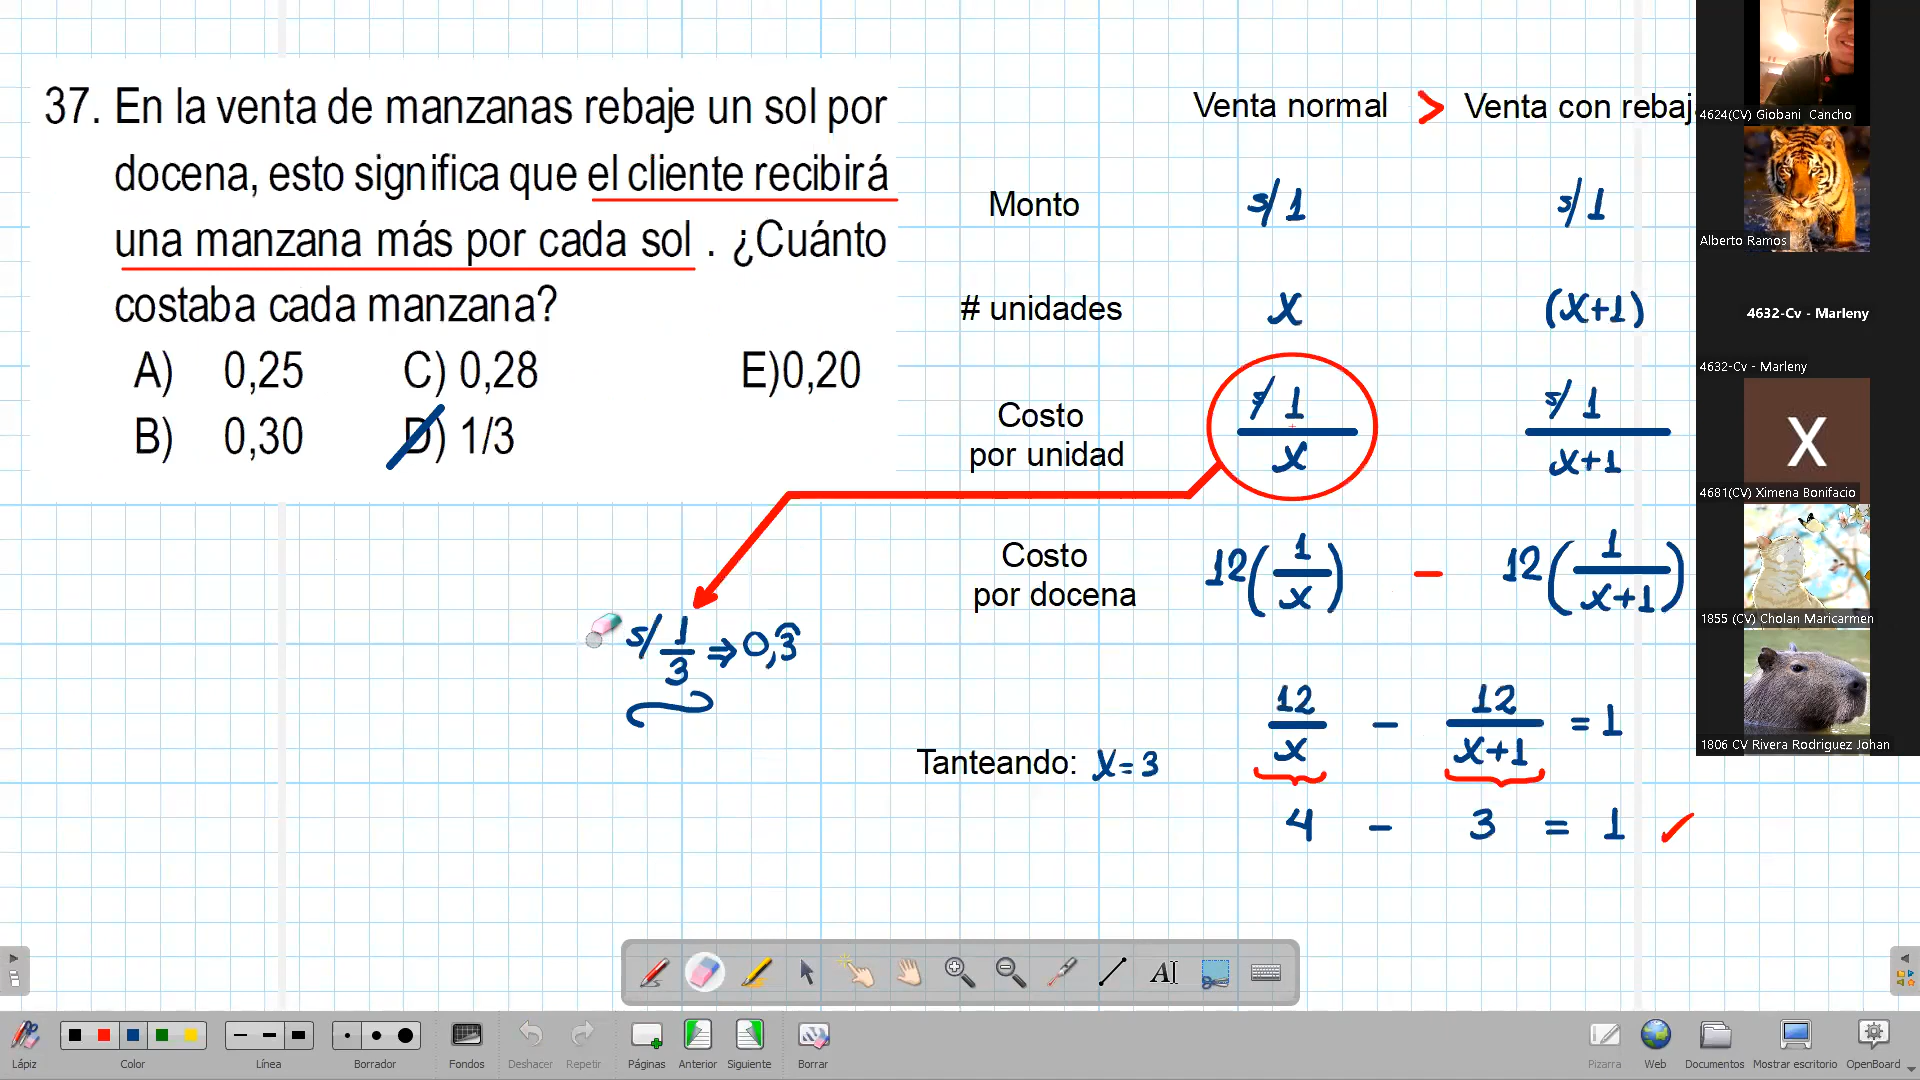 37. En la venta de manzanas rebaje un sol por
docena, esto significa que el cliente recibirá
una manzana más por cada sol . ¿Cuánto
costaba cada manzana?
A) 0,25 C) 0,28 E)0,20
B) 0,30 D) 1/3
Venta normal > Venta con rebaj
Monto s/ 1 s/ 1
# unidades x (x+1)
Costo
por unidad
s/ 1
x
s/ 1
x+1
Costo
por docena
12(1/x) - 12(1/(x+1))
s/ 1/3 ⇒ 0,3
12/x - 12/(x+1) = 1
Tanteando: x=3
4 - 3 = 1 ✓
4624(CV) Giobani Cancho
Alberto Ramos
4632-Cv - Marleny
4632-Cv - Marleny
X
4681(CV) Ximena Bonifacio
1855 (CV) Cholan Maricarmen
1806 CV Rivera Rodriguez Johan
AI
Lápiz
Color
Línea
Borrador
Fondos
Deshacer
Repetir
Páginas
Anterior
Siguiente
Borrar
Pizarra
Web
Documentos
Mostrar escritorio
OpenBoard